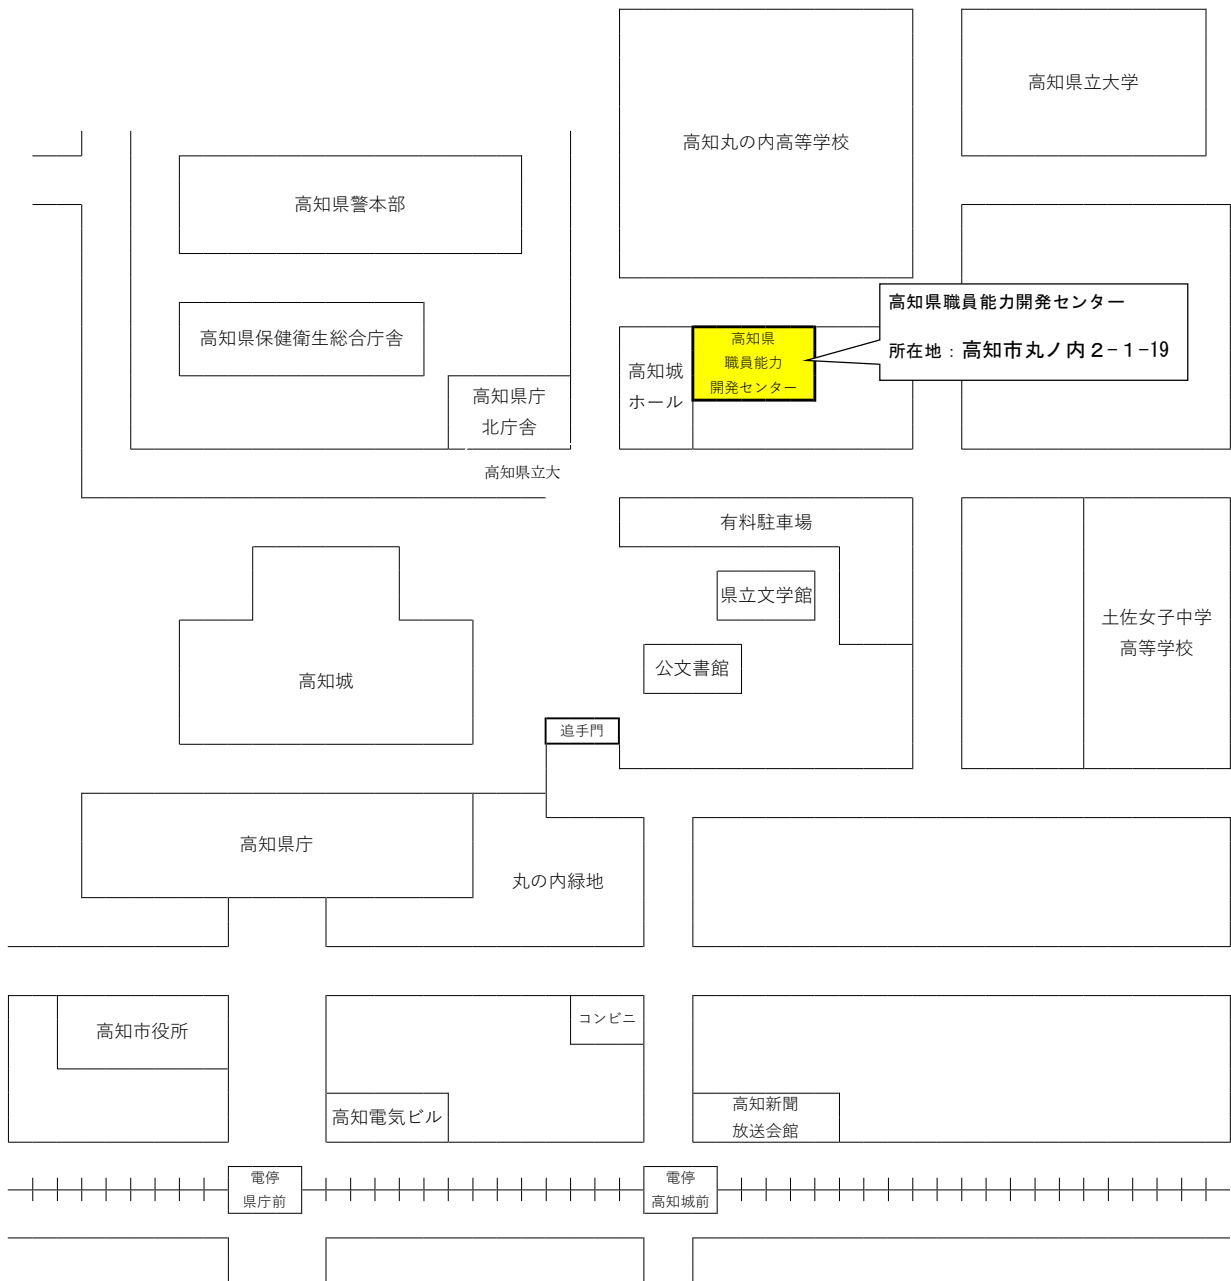 高知県立大学
高知丸の内高等学校
高知県警本部
高知県職員能力開発センター
所在地：高知市丸ノ内２−１−19
高知県保健衛生総合庁舎
高知県
職員能力
開発センター
高知城
ホール
高知県庁
北庁舎
高知県立大
有料駐車場
県立文学館
土佐女子中学
高等学校
公文書館
高知城
追手門
高知県庁
丸の内緑地
高知市役所
コンビニ
高知電気ビル
高知新聞
放送会館
電停
県庁前
電停
高知城前